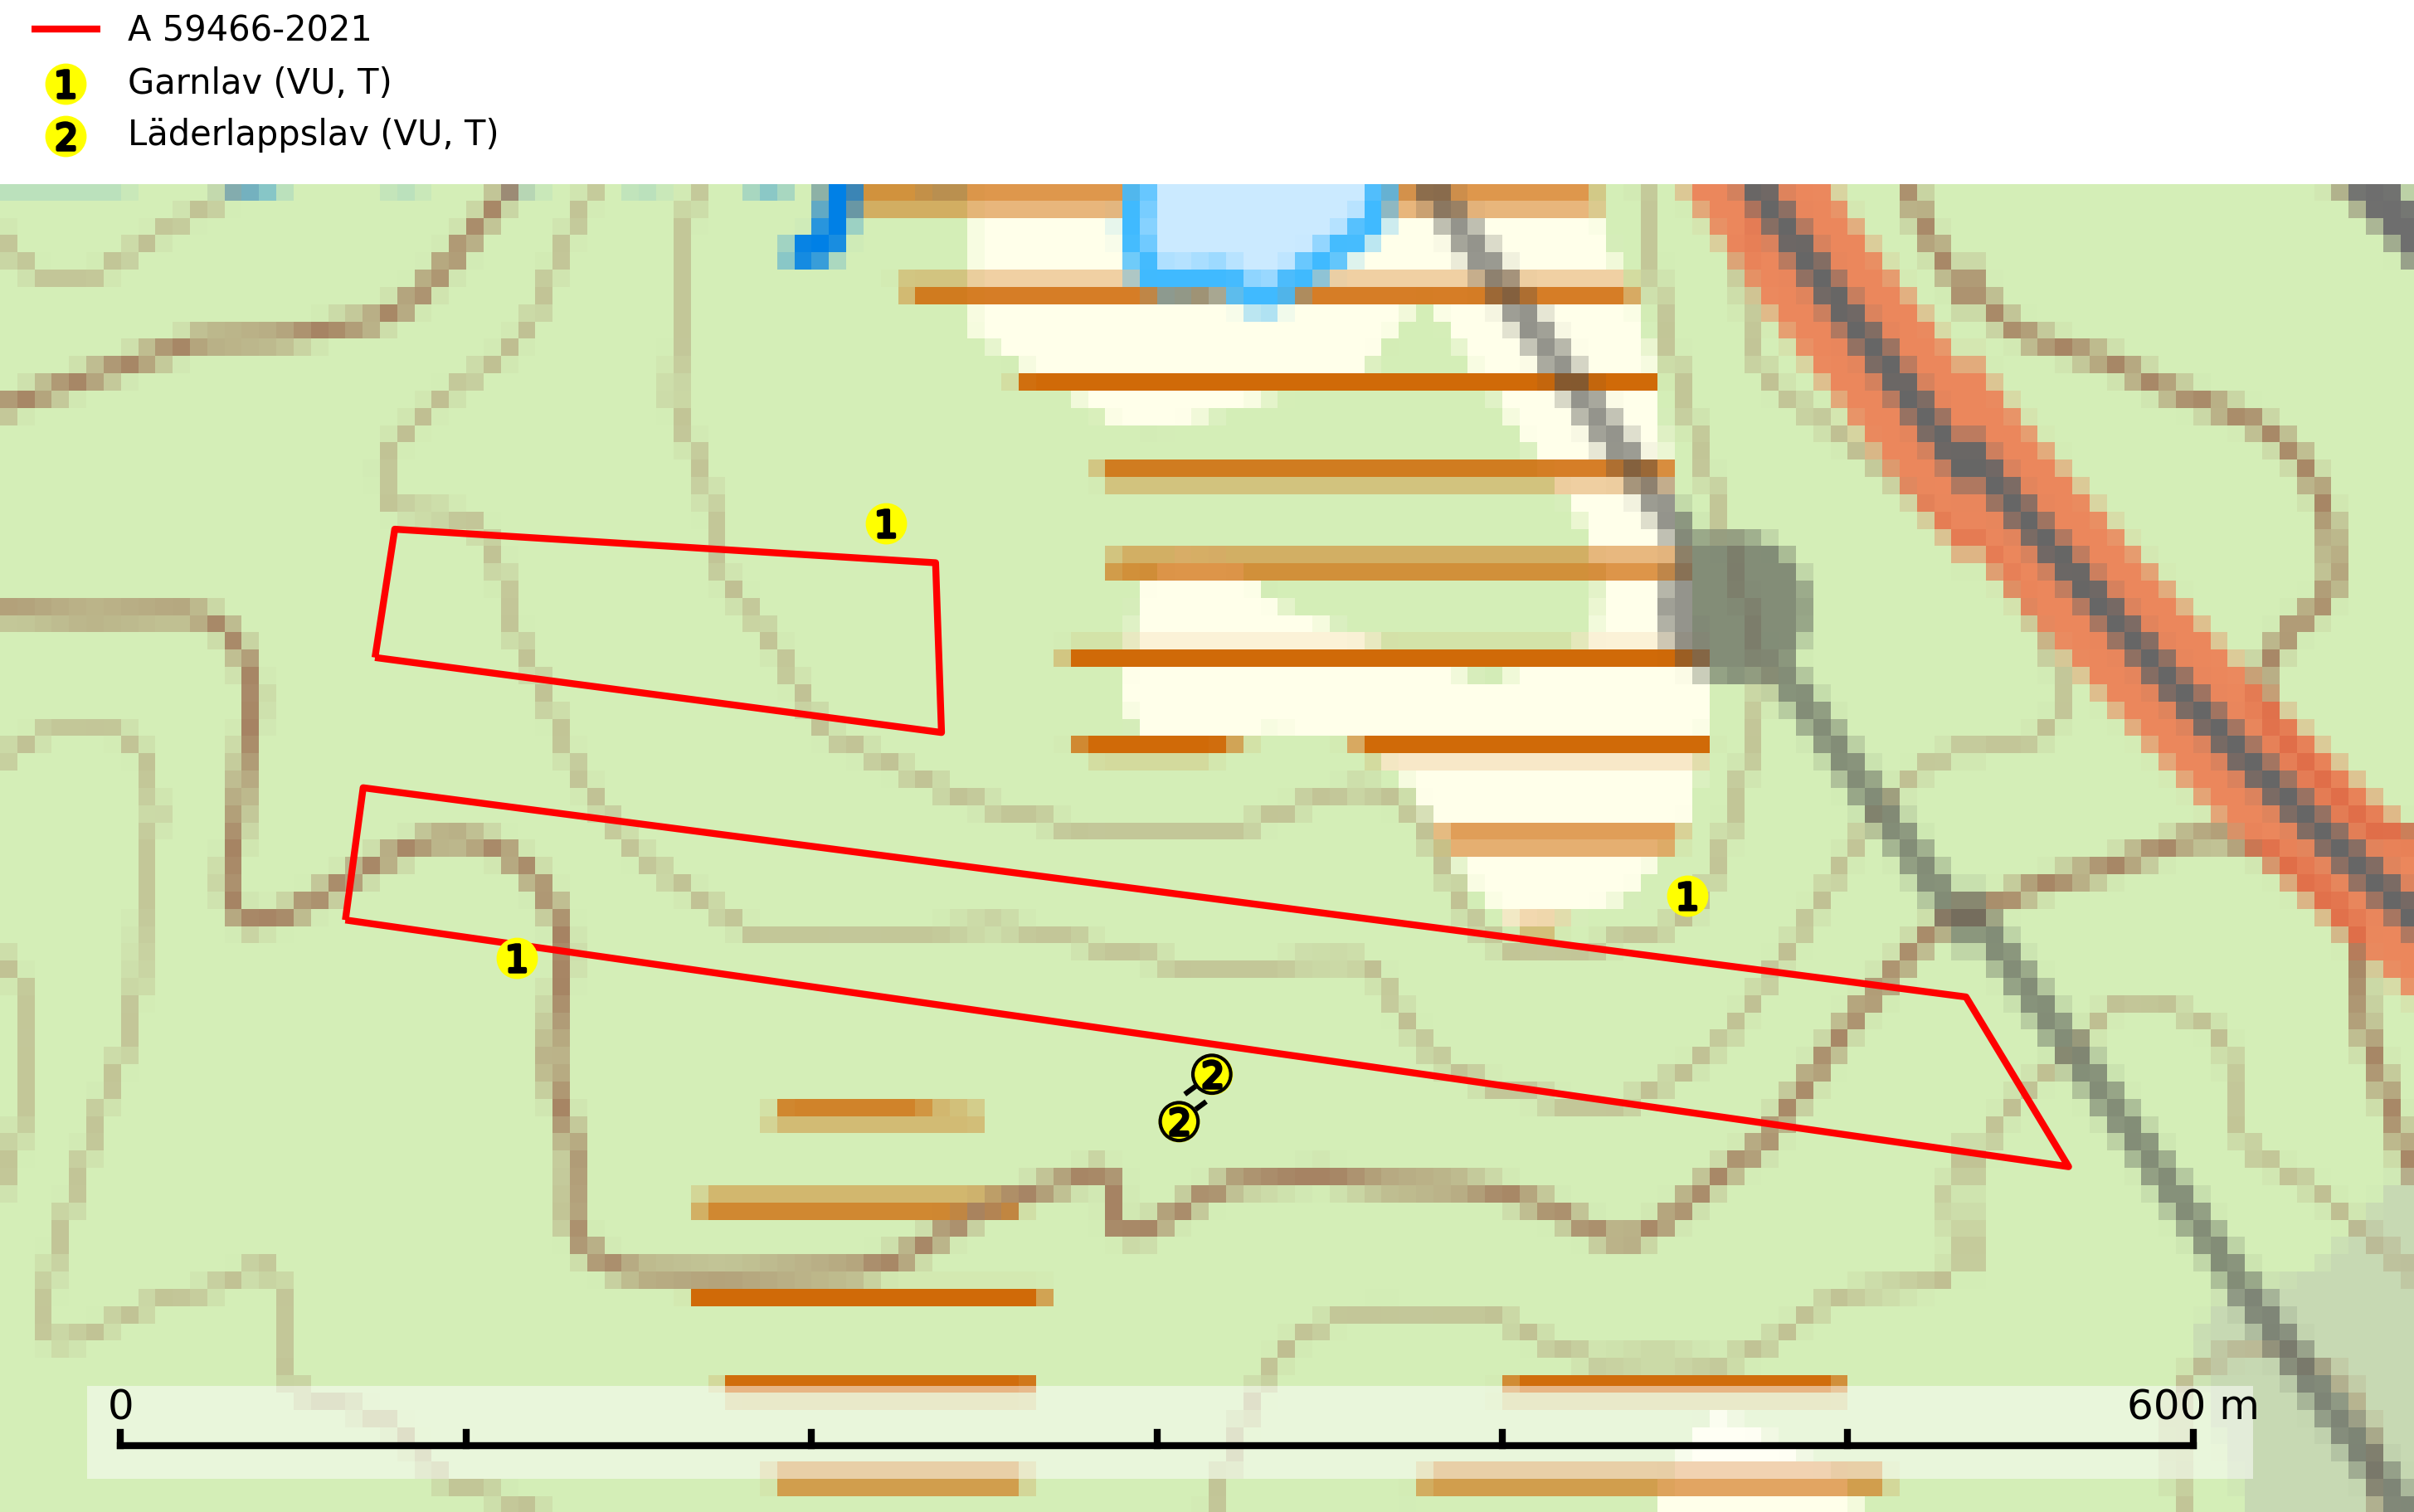 A 59466-2021
1 Garnlav (VU, T)
2 Läderlappslav (VU, T)
1
1
1
2
2
0 600 m